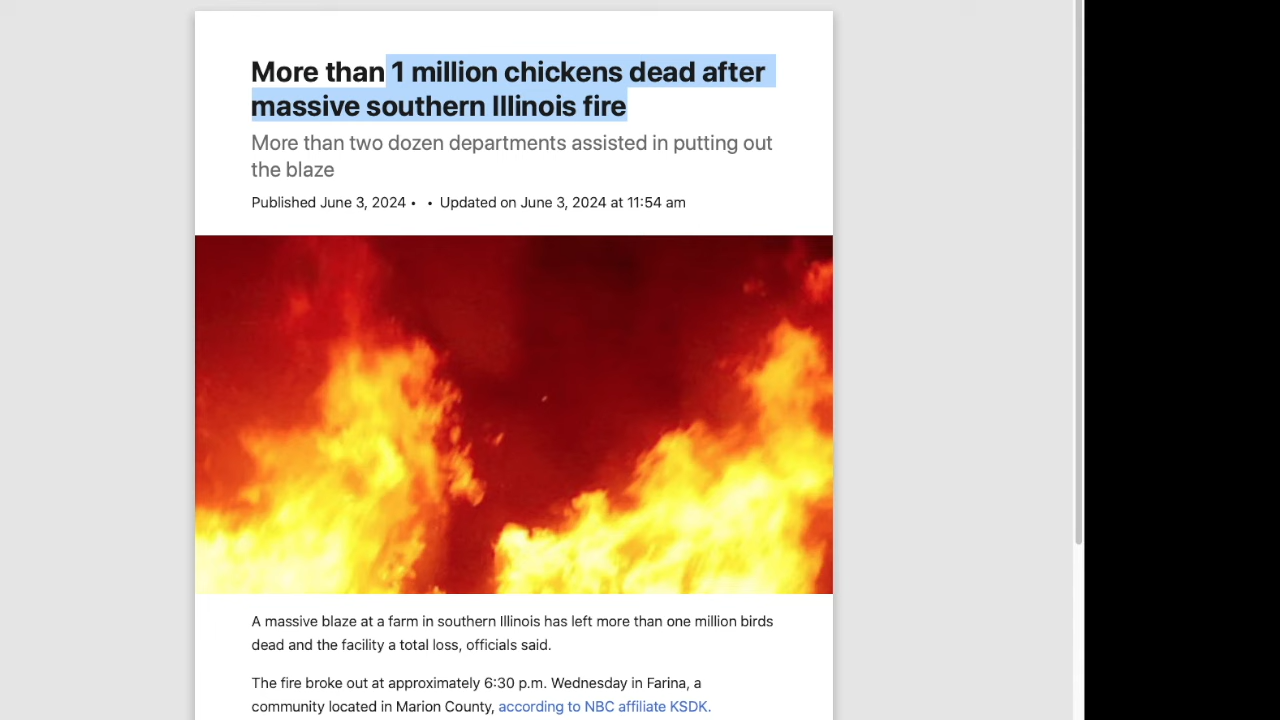 More than 1 million chickens dead after
massive southern Illinois fire
More than two dozen departments assisted in putting out
the blaze
Published June 3, 2024 • • Updated on June 3, 2024 at 11:54 am
A massive blaze at a farm in southern Illinois has left more than one million birds
dead and the facility a total loss, officials said.
The fire broke out at approximately 6:30 p.m. Wednesday in Farina, a
community located in Marion County, according to NBC affiliate KSDK.